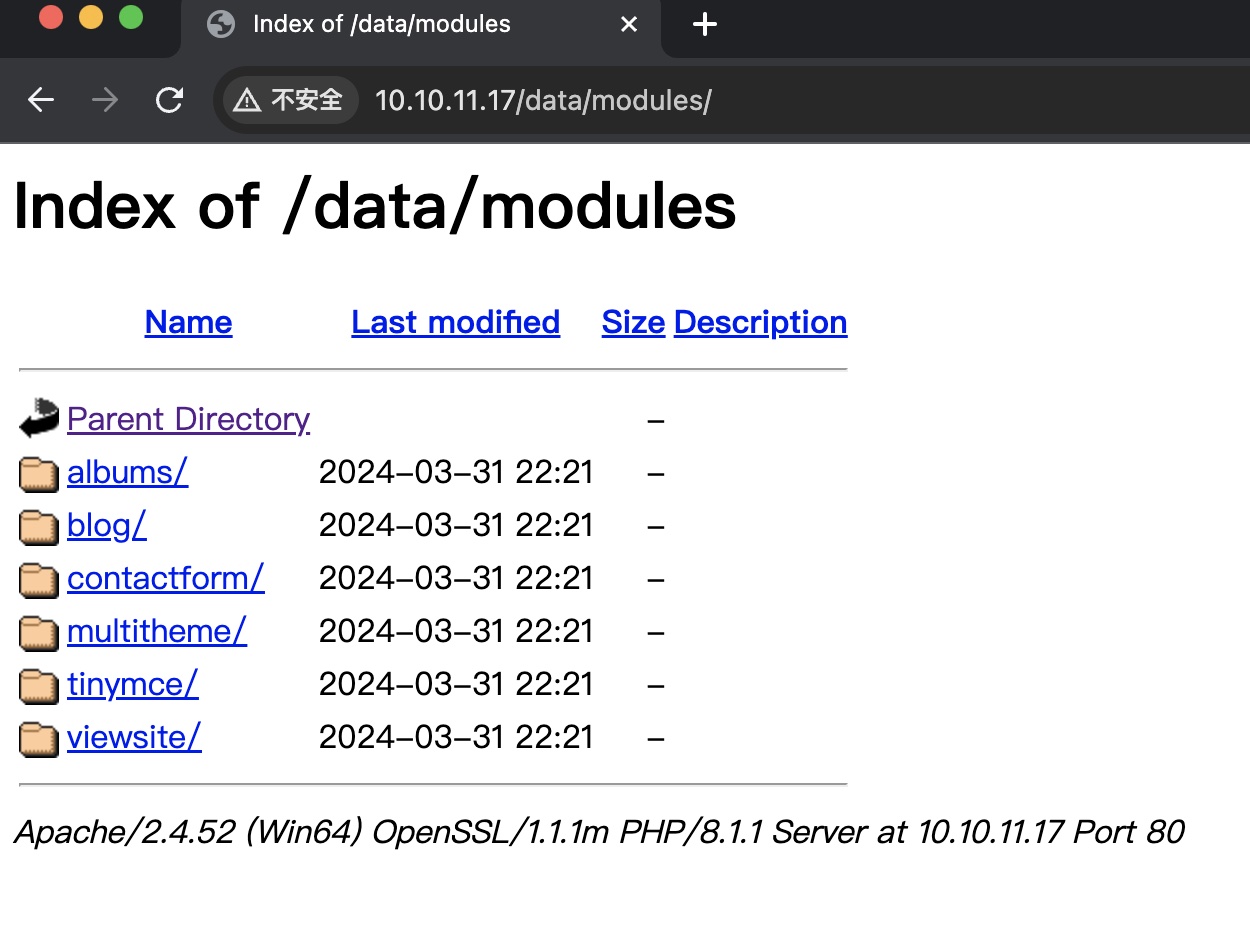 Index of /data/modules
不安全 10.10.11.17/data/modules/
Index of /data/modules
Name Last modified Size Description
Parent Directory –
albums/ 2024–03–31 22:21 –
blog/ 2024–03–31 22:21 –
contactform/ 2024–03–31 22:21 –
multitheme/ 2024–03–31 22:21 –
tinymce/ 2024–03–31 22:21 –
viewsite/ 2024–03–31 22:21 –
Apache/2.4.52 (Win64) OpenSSL/1.1.1m PHP/8.1.1 Server at 10.10.11.17 Port 80